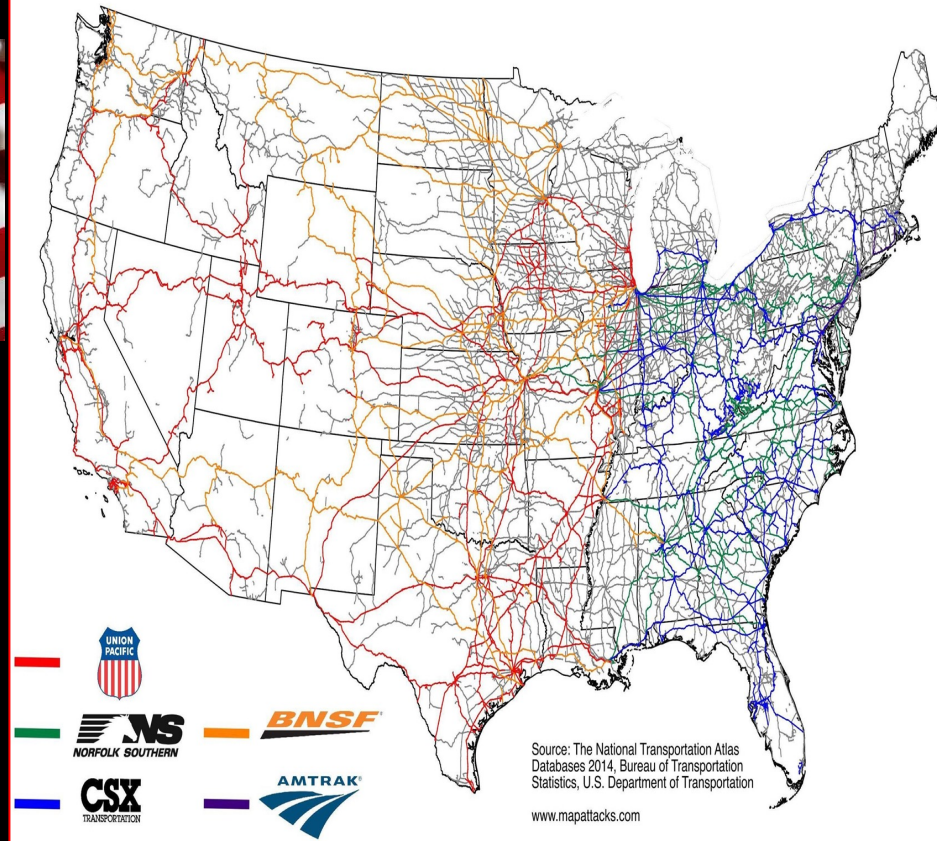 UNION
PACIFIC
NS
NORFOLK SOUTHERN
BNSF
CSX
TRANSPORTATION
AMTRAK
Source: The National Transportation Atlas
Databases 2014, Bureau of Transportation
Statistics, U.S. Department of Transportation
www.mapattacks.com